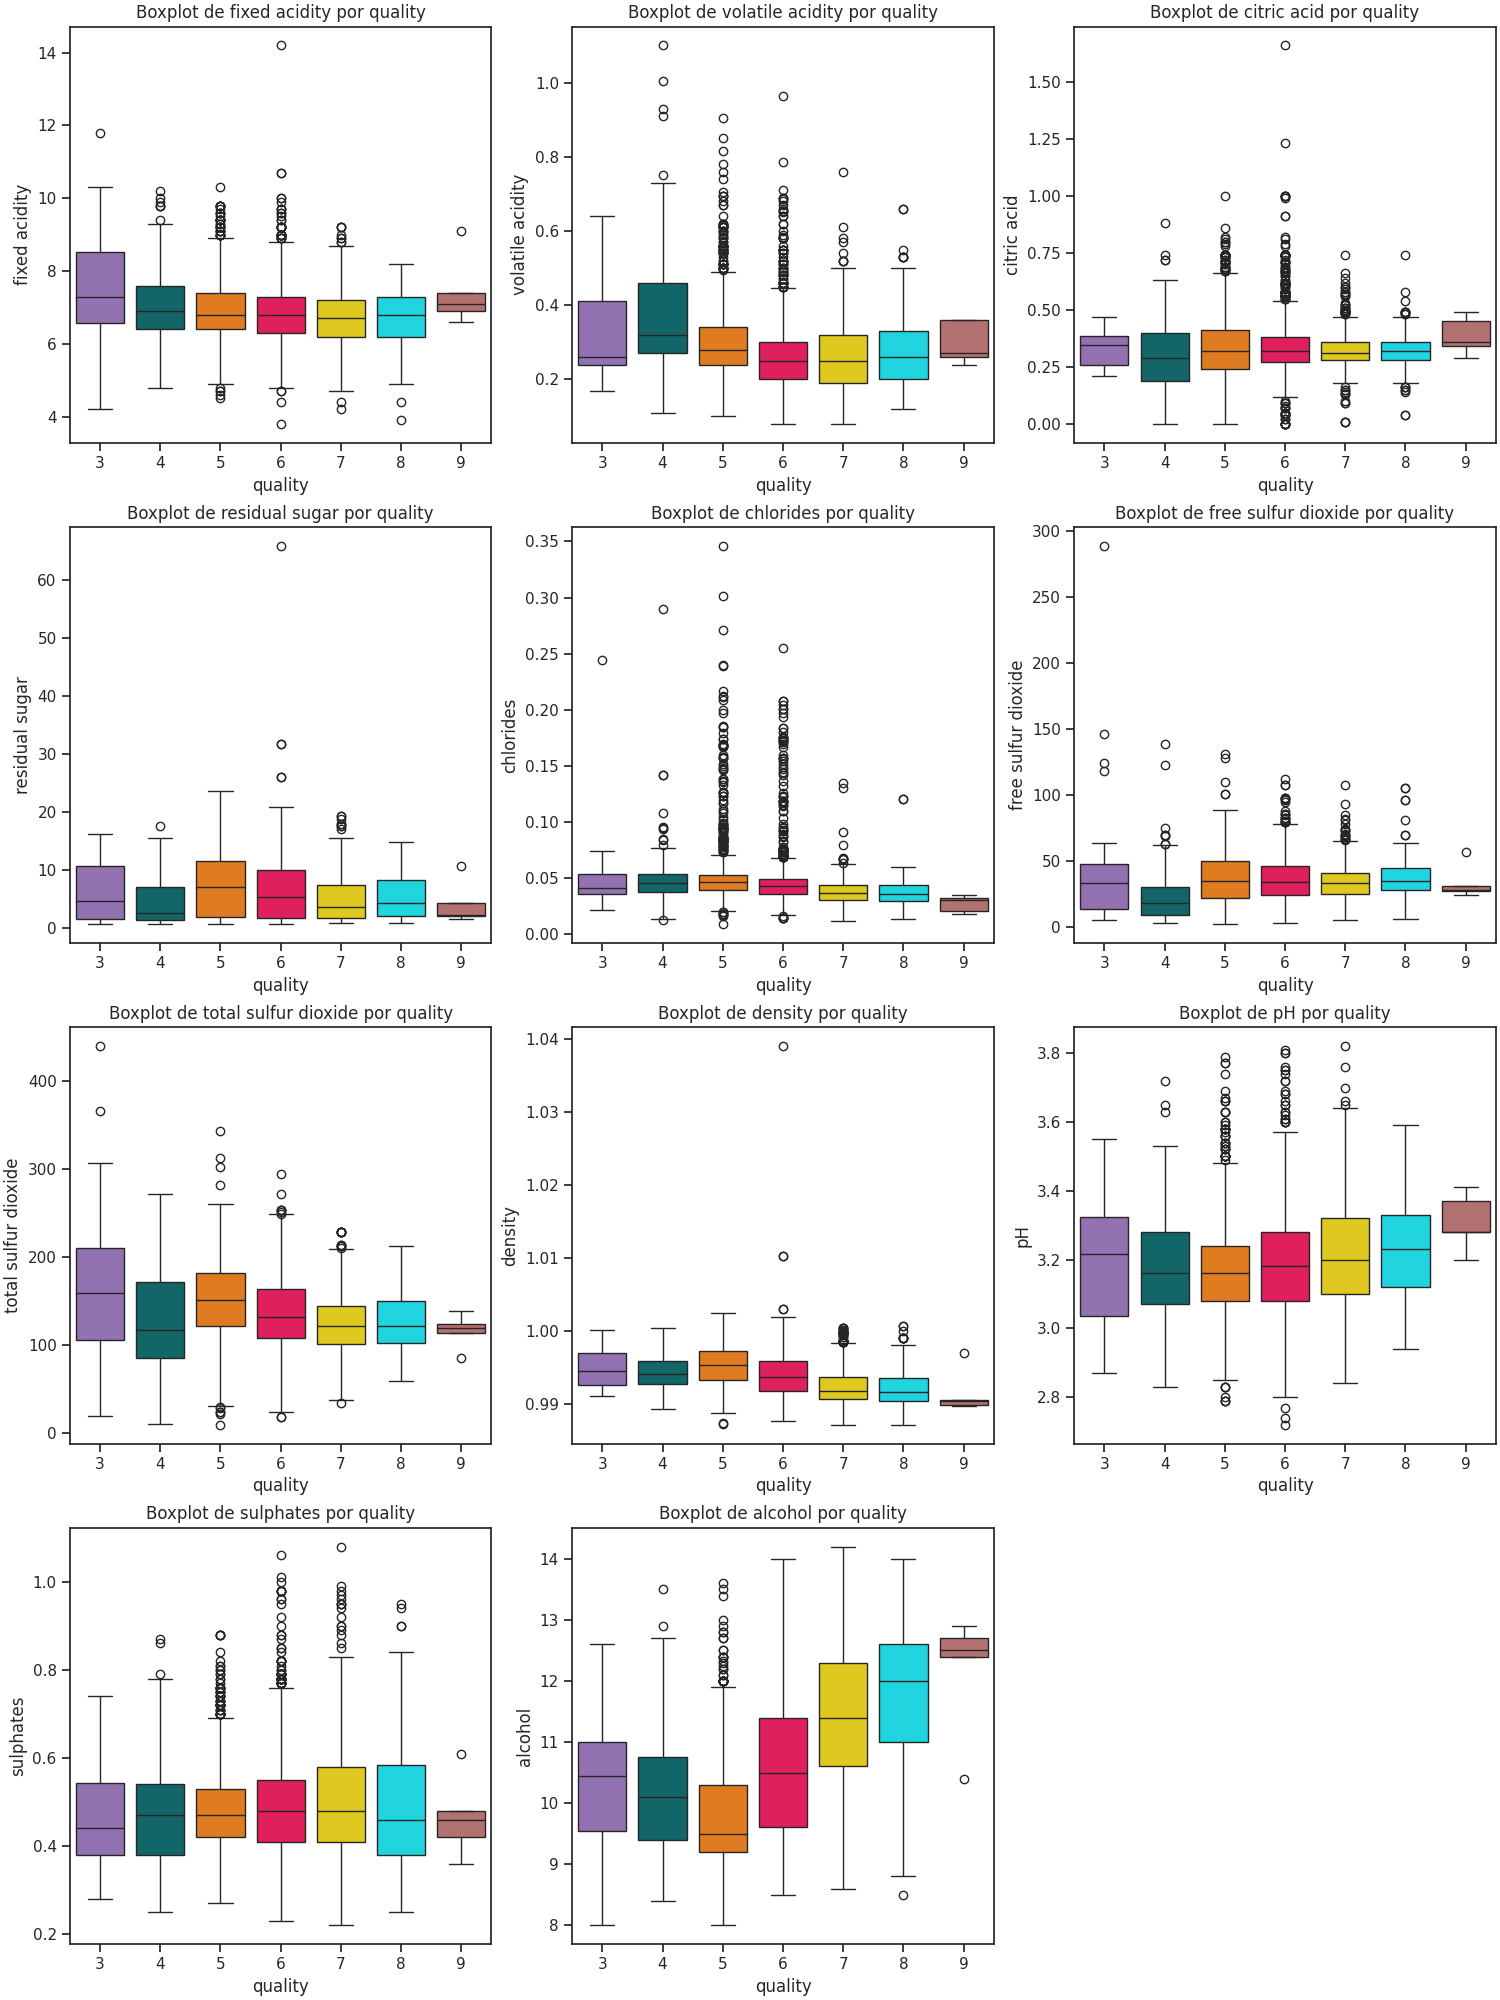 Boxplot de fixed acidity por quality
14
12
10
8
6
4
fixed acidity
3 4 5 6 7 8 9
quality
Boxplot de volatile acidity por quality
1.0
0.8
0.6
0.4
0.2
volatile acidity
3 4 5 6 7 8 9
quality
Boxplot de citric acid por quality
1.50
1.25
1.00
0.75
0.50
0.25
0.00
citric acid
3 4 5 6 7 8 9
quality
Boxplot de residual sugar por quality
60
50
40
30
20
10
0
residual sugar
3 4 5 6 7 8 9
quality
Boxplot de chlorides por quality
0.35
0.30
0.25
0.20
0.15
0.10
0.05
0.00
chlorides
3 4 5 6 7 8 9
quality
Boxplot de free sulfur dioxide por quality
300
250
200
150
100
50
0
free sulfur dioxide
3 4 5 6 7 8 9
quality
Boxplot de total sulfur dioxide por quality
400
300
200
100
0
total sulfur dioxide
3 4 5 6 7 8 9
quality
Boxplot de density por quality
1.04
1.03
1.02
1.01
1.00
0.99
density
3 4 5 6 7 8 9
quality
Boxplot de pH por quality
3.8
3.6
3.4
3.2
3.0
2.8
pH
3 4 5 6 7 8 9
quality
Boxplot de sulphates por quality
1.0
0.8
0.6
0.4
0.2
sulphates
3 4 5 6 7 8 9
quality
Boxplot de alcohol por quality
14
13
12
11
10
9
8
alcohol
3 4 5 6 7 8 9
quality